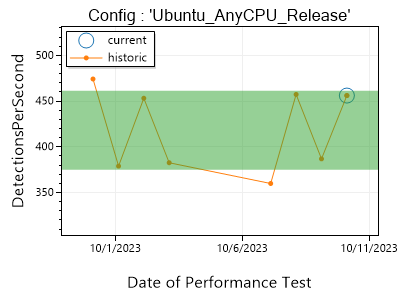 Config : 'Ubuntu_AnyCPU_Release'
current
historic
DetectionsPerSecond
500
450
400
350
10/1/2023
10/6/2023
10/11/2023
Date of Performance Test